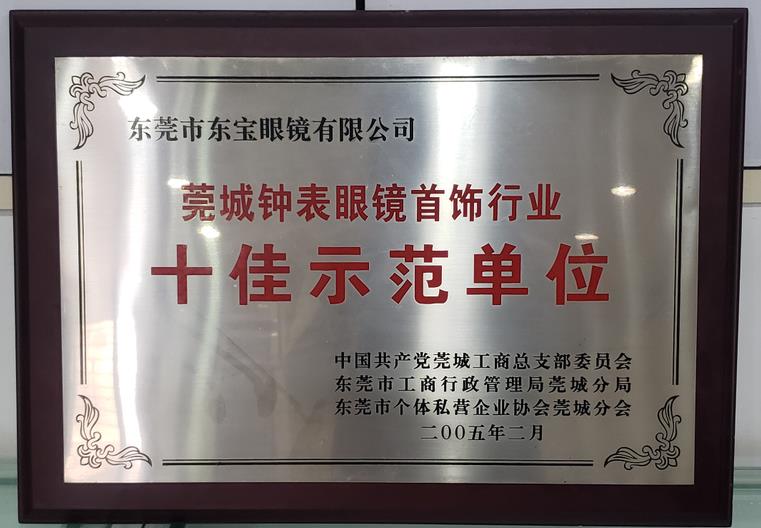 东莞市东宝眼镜有限公司
莞城钟表眼镜首饰行业
十佳示范单位
中国共产党莞城工商总支部委员会
东莞市工商行政管理局莞城分局
东莞市个体私营企业协会莞城分会
二00五年二月